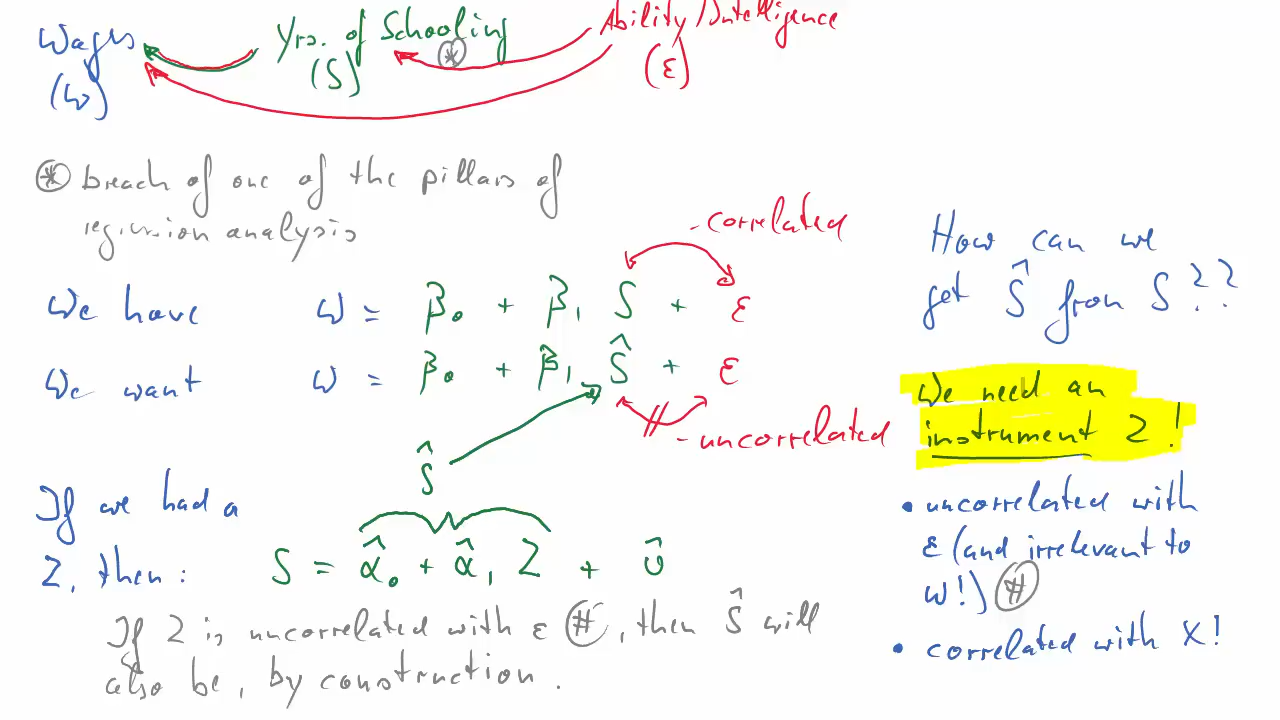 Wages Yrs. of Schooling Ability/Intelligence
(W) (S) (ε)
*
* breach of one of the pillars of
regression analysis
- correlated
We have W = β₀ + β₁ S + ε
We want W = β₀ + β₁ Ŝ + ε
- uncorrelated
Ŝ
If we had a
Z, then: S = α̂₀ + α̂₁ Z + υ̂
If Z is uncorrelated with ε #, then Ŝ will
also be, by construction.
How can we
get Ŝ from S??
We need an
instrument Z!
• uncorrelated with
ε (and irrelevant to
W!) #
• correlated with X!